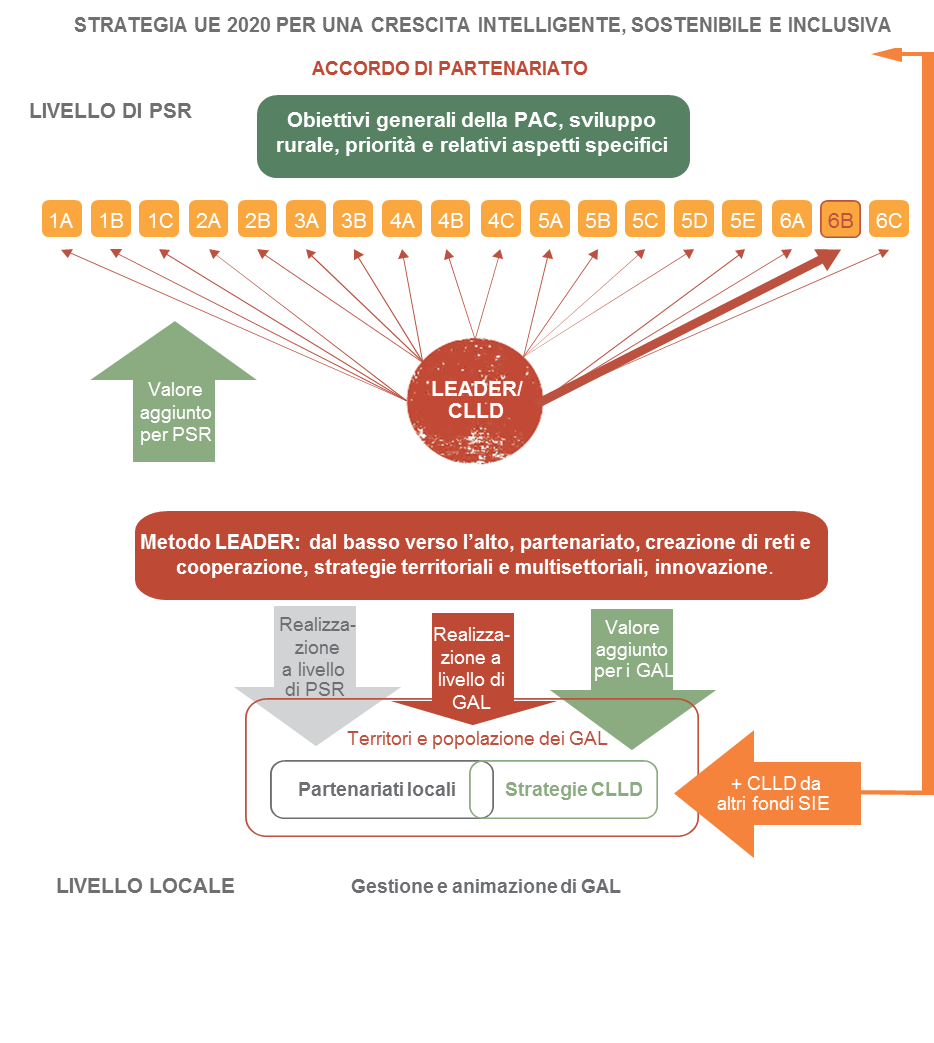 STRATEGIA UE 2020 PER UNA CRESCITA INTELLIGENTE, SOSTENIBILE E INCLUSIVA
ACCORDO DI PARTENARIATO
LIVELLO DI PSR
Obiettivi generali della PAC, sviluppo
rurale, priorità e relativi aspetti specifici
1A 1B 1C 2A 2B 3A 3B 4A 4B 4C 5A 5B 5C 5D 5E 6A 6B 6C
LEADER/
CLLD
Valore
aggiunto
per PSR
Metodo LEADER: dal basso verso l’alto, partenariato, creazione di reti e
cooperazione, strategie territoriali e multisettoriali, innovazione.
Realizza-
zione
a livello
di PSR
Realizza-
zione a
livello di
GAL
Valore
aggiunto
per i GAL
Territori e popolazione dei GAL
Partenariati locali
Strategie CLLD
+ CLLD da
altri fondi SIE
LIVELLO LOCALE
Gestione e animazione di GAL